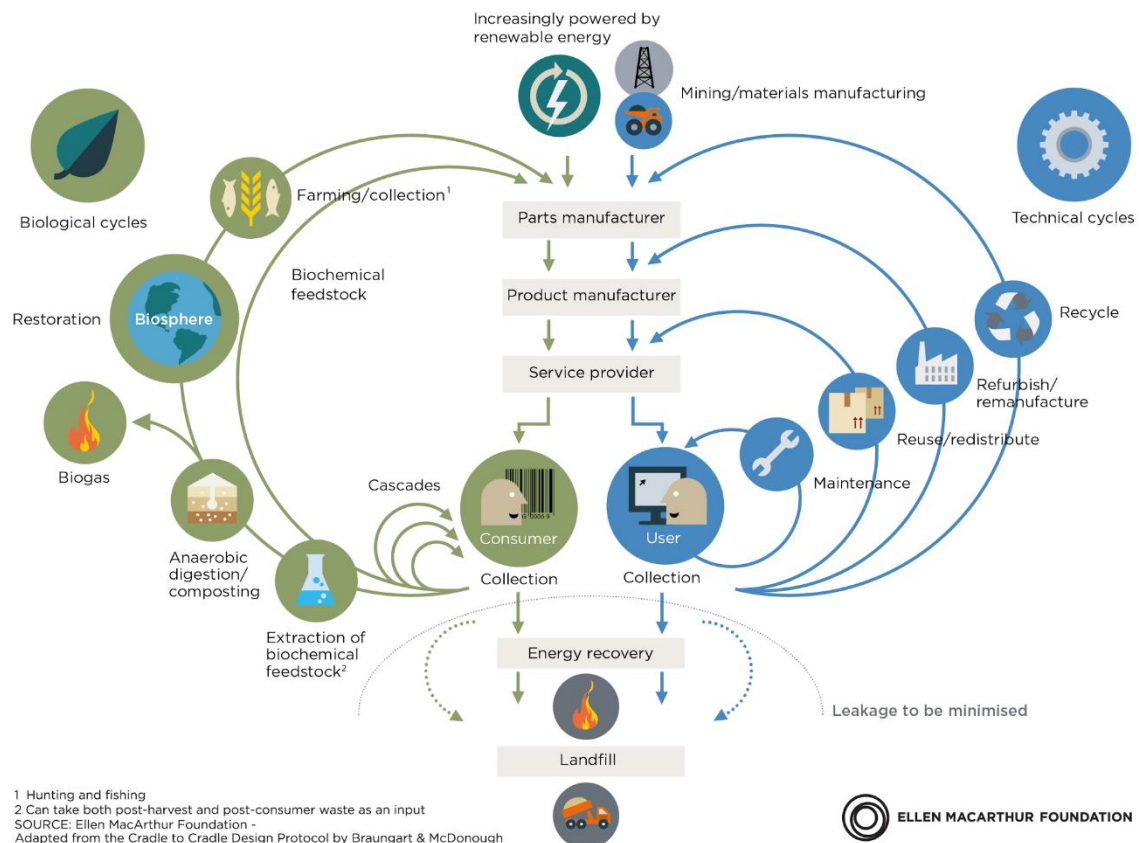 Increasingly powered by
renewable energy
Mining/materials manufacturing
Biological cycles
Farming/collection¹
Technical cycles
Parts manufacturer
Biochemical
feedstock
Product manufacturer
Restoration
Biosphere
Recycle
Service provider
Refurbish/
remanufacture
Reuse/redistribute
Biogas
Cascades
Maintenance
Consumer
User
Anaerobic
digestion/
composting
Collection
Collection
Extraction of
biochemical
feedstock²
Energy recovery
Leakage to be minimised
Landfill
1 Hunting and fishing
2 Can take both post-harvest and post-consumer waste as an input
SOURCE: Ellen MacArthur Foundation -
Adapted from the Cradle to Cradle Design Protocol by Braungart & McDonough
ELLEN MACARTHUR FOUNDATION